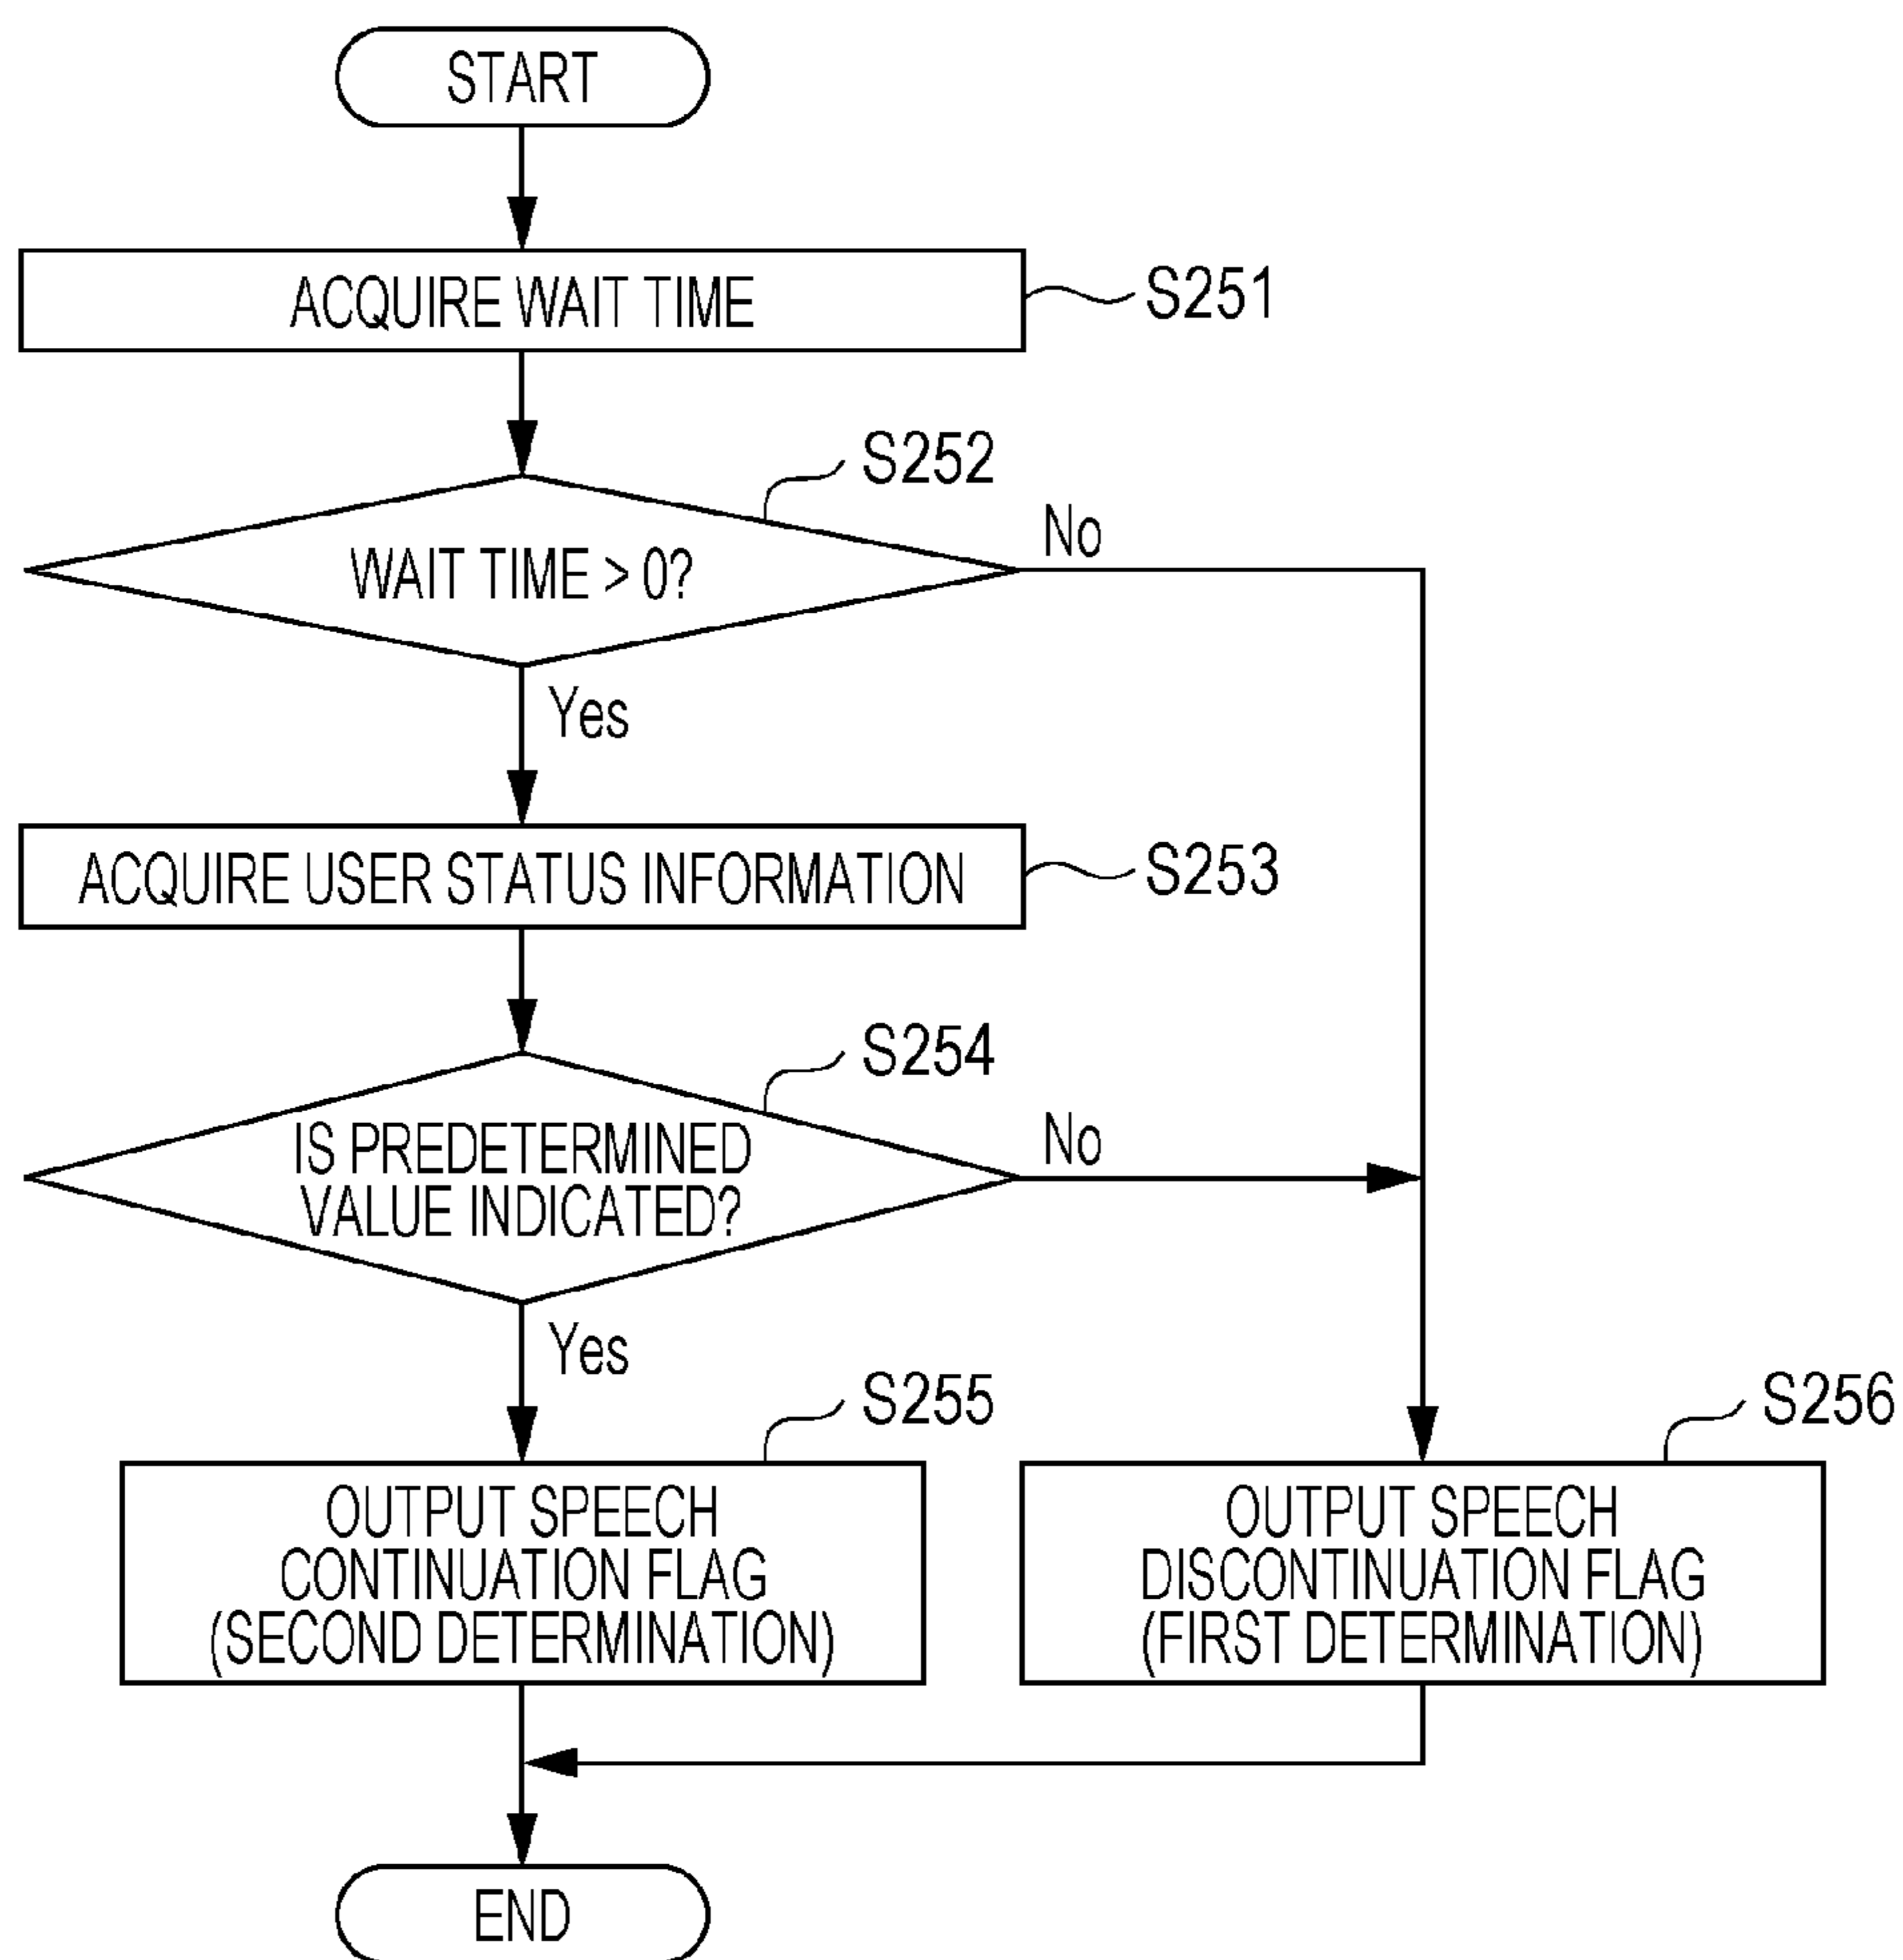 START
ACQUIRE WAIT TIME
S251
S252
WAIT TIME > 0?
No
Yes
ACQUIRE USER STATUS INFORMATION
S253
S254
IS PREDETERMINED
VALUE INDICATED?
No
Yes
S255
OUTPUT SPEECH
CONTINUATION FLAG
(SECOND DETERMINATION)
S256
OUTPUT SPEECH
DISCONTINUATION FLAG
(FIRST DETERMINATION)
END